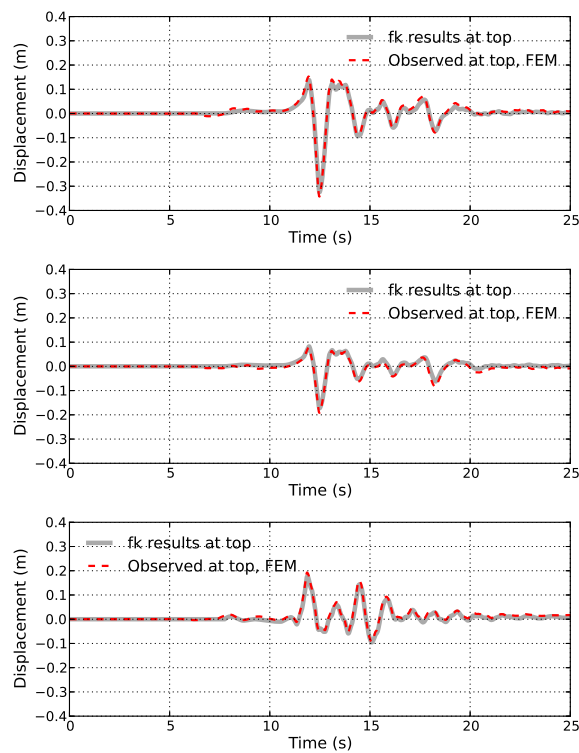 0.4
0.3
0.2
0.1
0.0
−0.1
−0.2
−0.3
−0.4
Displacement (m)
fk results at top
Observed at top, FEM
0 5 10 15 20 25
Time (s)
0.4
0.3
0.2
0.1
0.0
−0.1
−0.2
−0.3
−0.4
Displacement (m)
fk results at top
Observed at top, FEM
0 5 10 15 20 25
Time (s)
0.4
0.3
0.2
0.1
0.0
−0.1
−0.2
−0.3
−0.4
Displacement (m)
fk results at top
Observed at top, FEM
0 5 10 15 20 25
Time (s)